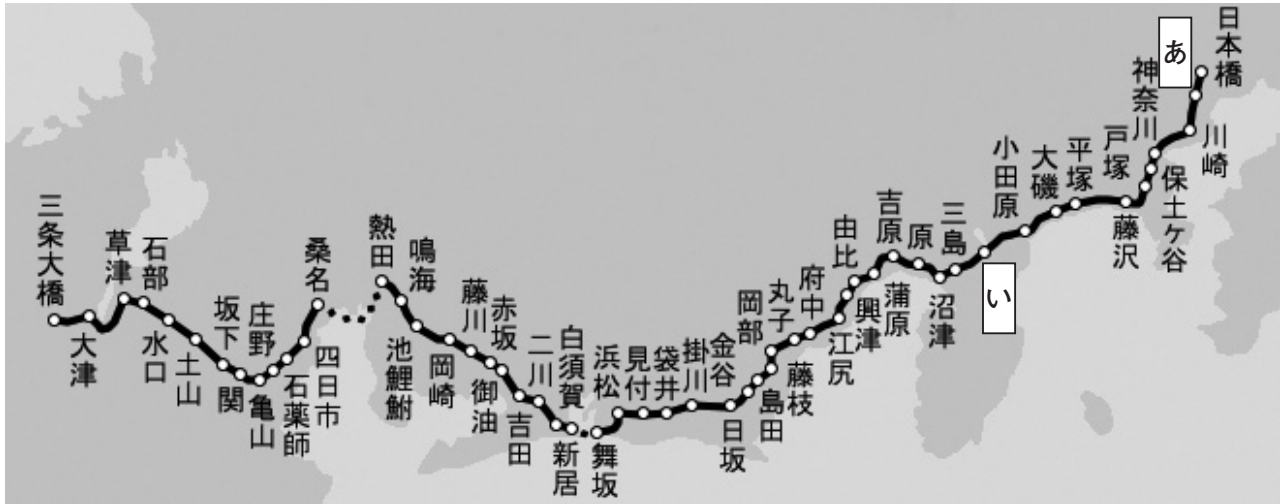 日本橋
あ
川崎
神奈川
保土ヶ谷
戸塚
藤沢
平塚
大磯
小田原
い
三島
沼津
原
吉原
蒲原
由比
興津
江尻
府中
丸子
岡部
藤枝
島田
金谷
日坂
掛川
袋井
見付
浜松
舞坂
新居
白須賀
二川
吉田
御油
赤坂
藤川
岡崎
池鯉鮒
鳴海
熱田
桑名
四日市
石薬師
庄野
亀山
関
坂下
土山
水口
石部
草津
大津
三条大橋